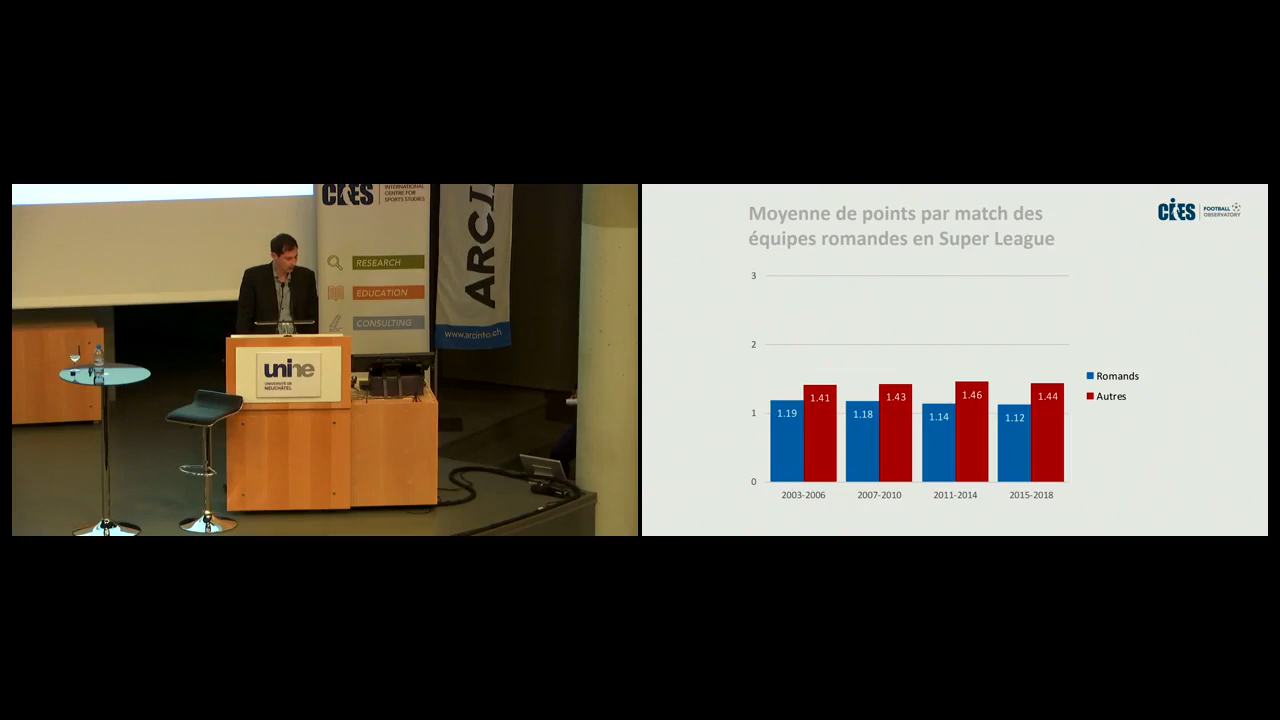 CIES
INTERNATIONAL
CENTRE FOR
SPORTS STUDIES
RESEARCH
EDUCATION
CONSULTING
ARCI
www.arcinfo.ch
unine
UNIVERSITÉ DE
NEUCHÂTEL
Moyenne de points par match des
équipes romandes en Super League
CIES
FOOTBALL
OBSERVATORY
3
2
1
0
1.19
1.41
1.18
1.43
1.14
1.46
1.12
1.44
2003-2006
2007-2010
2011-2014
2015-2018
Romands
Autres